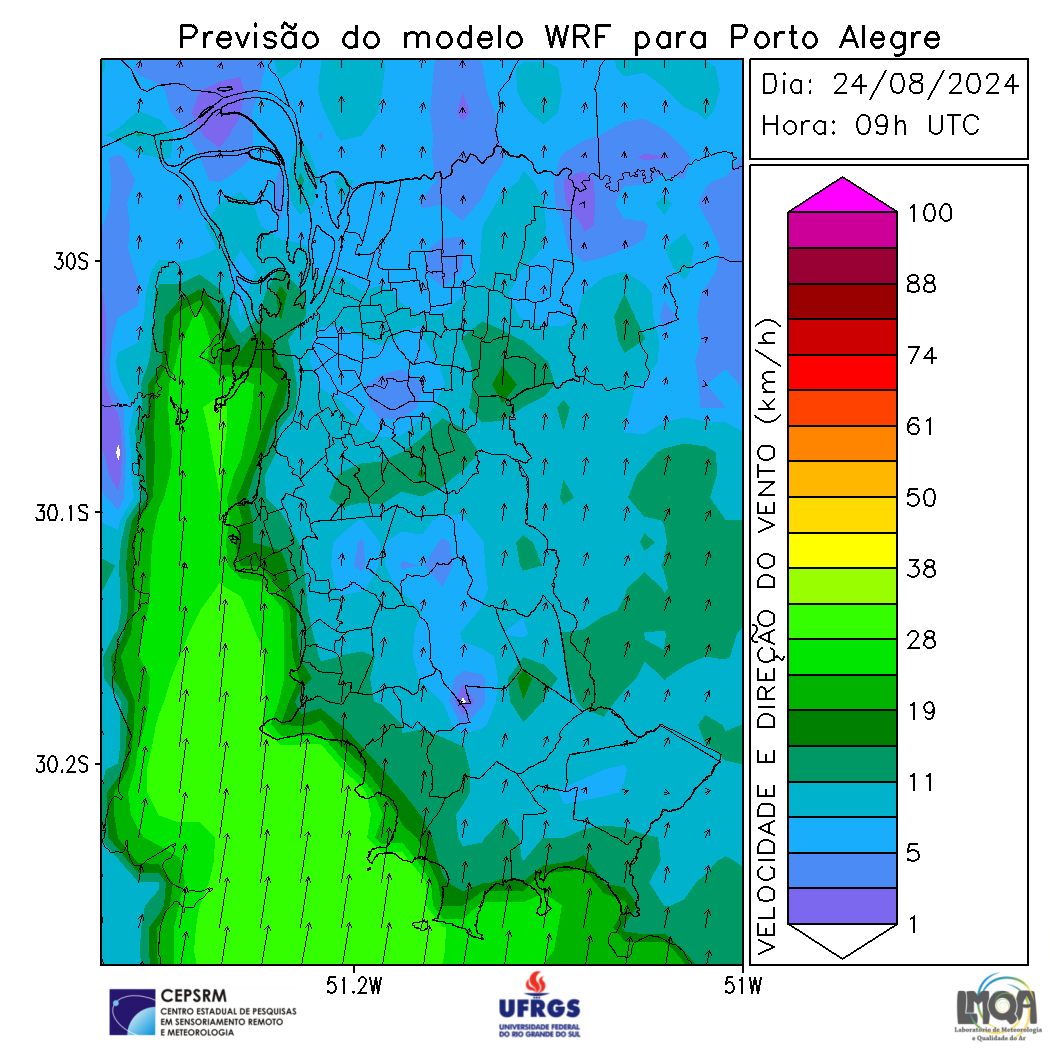 Previsão do modelo WRF para Porto Alegre
Dia: 24/08/2024
Hora: 09h UTC
30S
30.1S
30.2S
51.2W
51W
VELOCIDADE E DIREÇÃO DO VENTO (km/h)
100
88
74
61
50
38
28
19
11
5
1
CEPSRM
CENTRO ESTADUAL DE PESQUISAS
EM SENSORIAMENTO REMOTO
E METEOROLOGIA
UFRGS
UNIVERSIDADE FEDERAL
DO RIO GRANDE DO SUL
LMQA
Laboratório de Meteorologia
e Qualidade do Ar